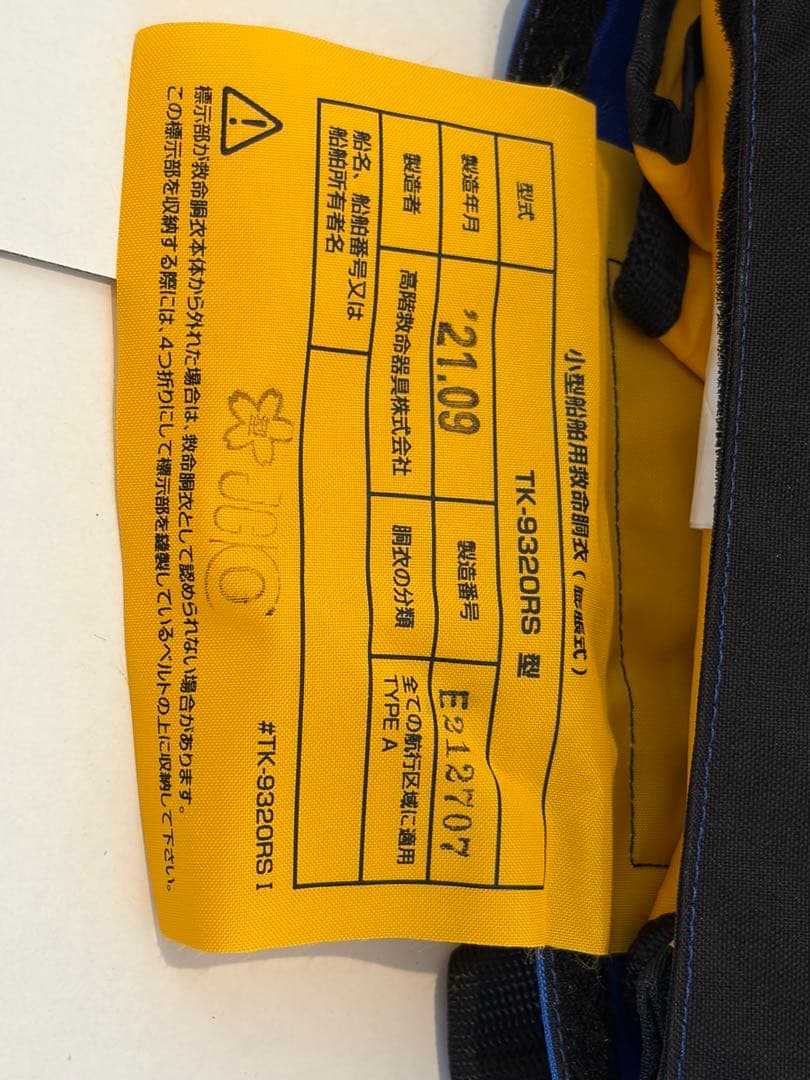 小型船舶用救命胴衣(膨脹式)
型式 TK-9320RS 型
製造年月 '21.09 製造番号 E212707
製造者 高階救命器具株式会社 胴衣の分類 全ての航行区域に適用
TYPE A
船名、船舶番号又は
船舶所有者名
桜 JCI
#TK-9320RS I
標示部が救命胴衣本体から外れた場合は、救命胴衣として認められない場合があります。
この標示部を収納する際には、4つ折りにして標示部を縫製しているベルトの上に収納して下さい。